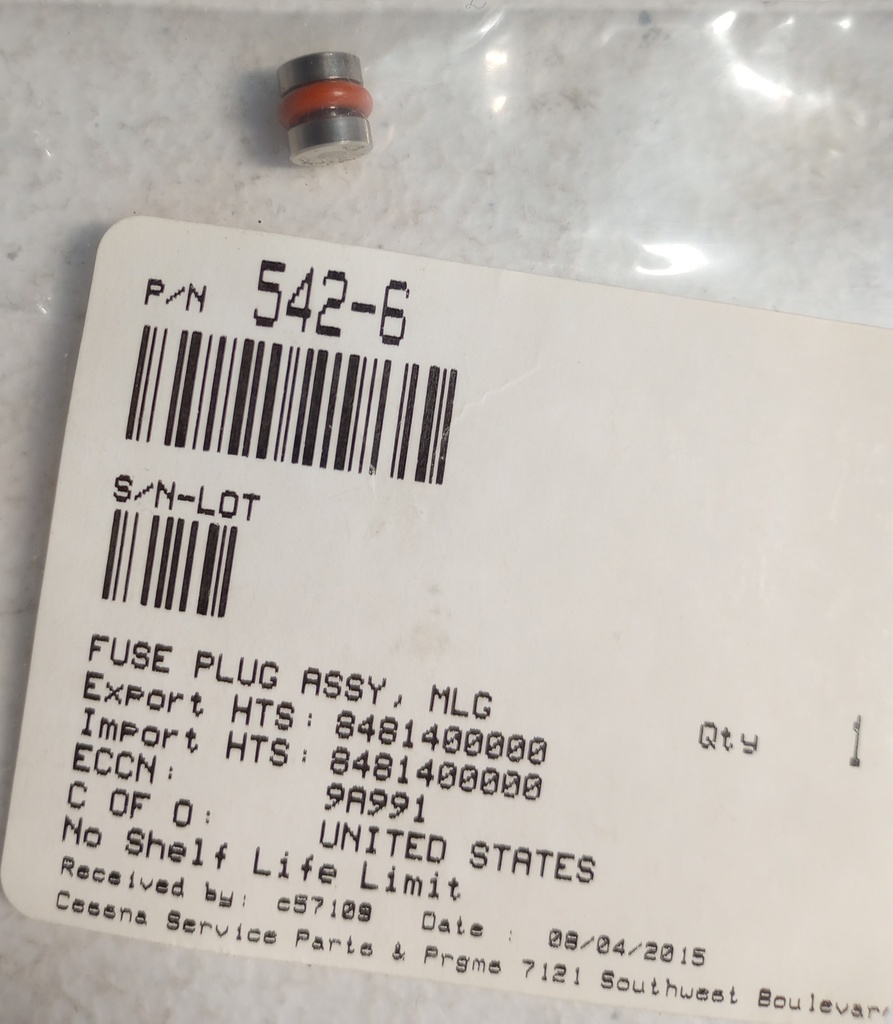 P/N 542-6
S/N-LOT
FUSE PLUG ASSY, MLG
Export HTS: 8481400000 Qty 1
Import HTS: 8481400000
ECCN: 9A991
C OF O: UNITED STATES
No Shelf Life Limit
Received by: c57109 Date : 08/04/2015
Cessna Service Parts & Prgms 7121 Southwest Boulevar